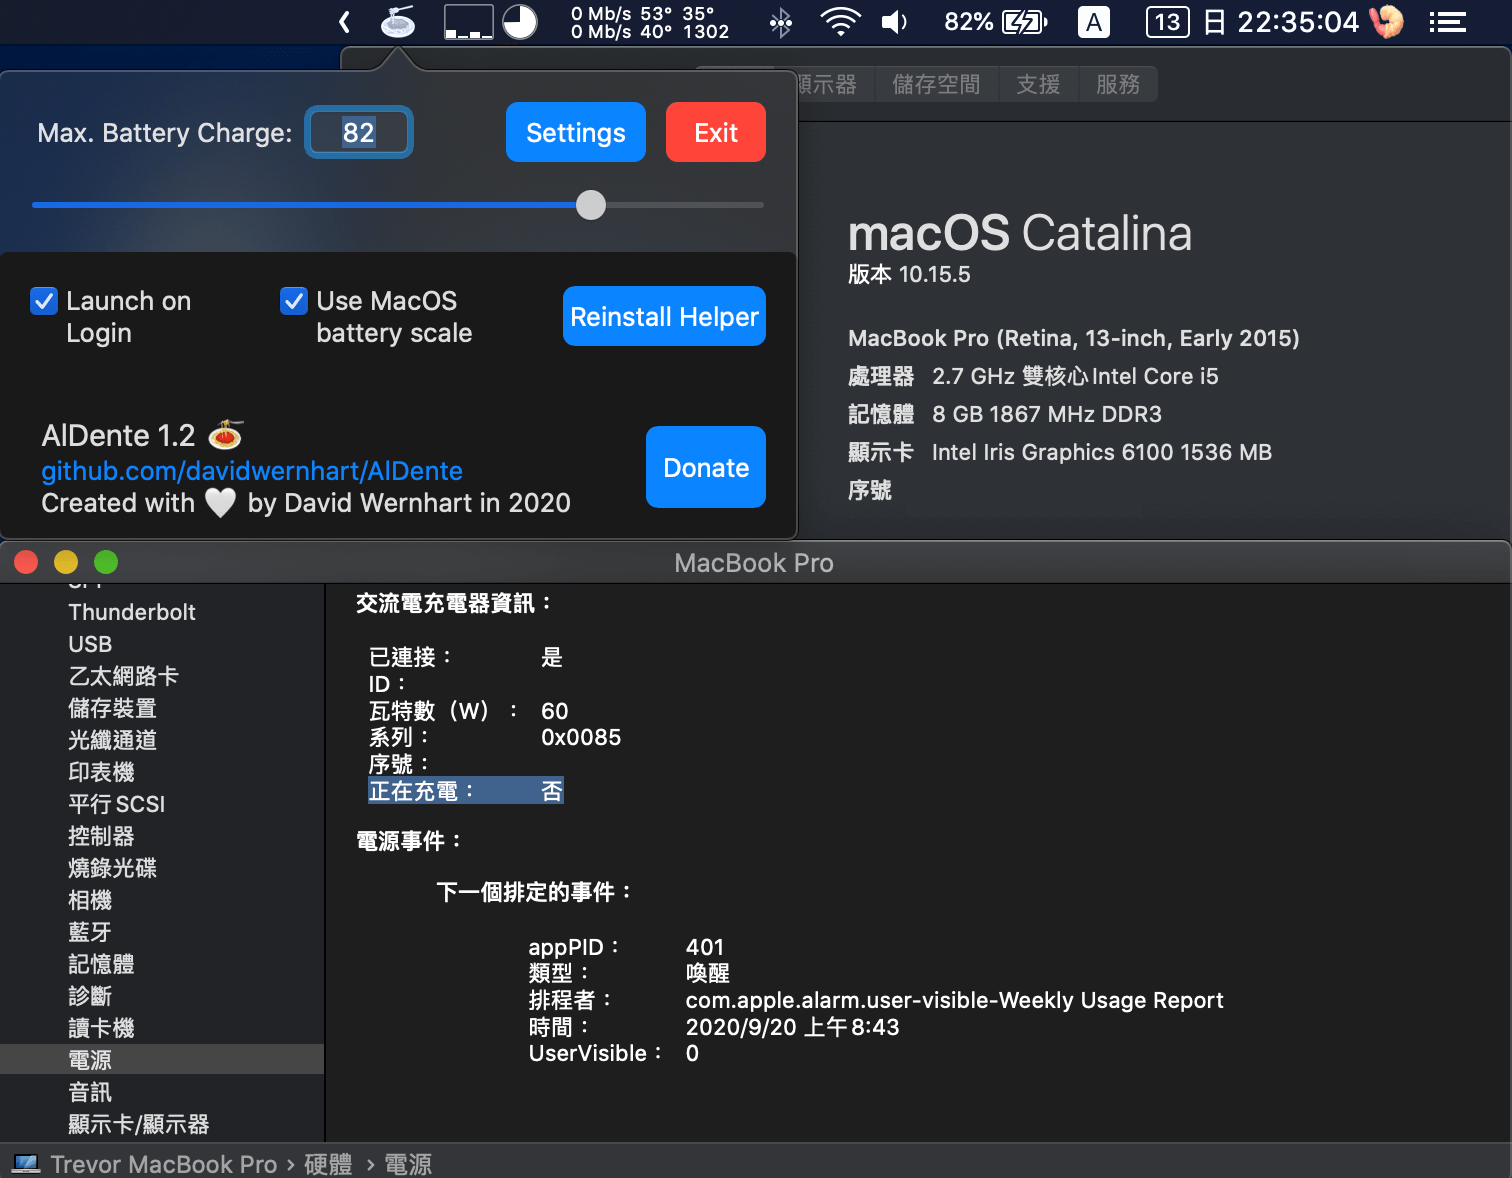 0 Mb/s 53° 35°
0 Mb/s 40° 1302
82%
A
13 日 22:35:04
顯示器 儲存空間 支援 服務
Max. Battery Charge: 82 Settings Exit
Launch on Login
Use MacOS battery scale
Reinstall Helper
AlDente 1.2
github.com/davidwernhart/AlDente
Created with 🤍 by David Wernhart in 2020
Donate
macOS Catalina
版本 10.15.5
MacBook Pro (Retina, 13-inch, Early 2015)
處理器 2.7 GHz 雙核心Intel Core i5
記憶體 8 GB 1867 MHz DDR3
顯示卡 Intel Iris Graphics 6100 1536 MB
序號
MacBook Pro
Thunderbolt
USB
乙太網路卡
儲存裝置
光纖通道
印表機
平行SCSI
控制器
燒錄光碟
相機
藍牙
記憶體
診斷
讀卡機
電源
音訊
顯示卡/顯示器
交流電充電器資訊：
已連接： 是
ID：
瓦特數（W）： 60
系列： 0x0085
序號：
正在充電： 否
電源事件：
下一個排定的事件：
appPID： 401
類型： 喚醒
排程者： com.apple.alarm.user-visible-Weekly Usage Report
時間： 2020/9/20 上午8:43
UserVisible： 0
Trevor MacBook Pro › 硬體 › 電源